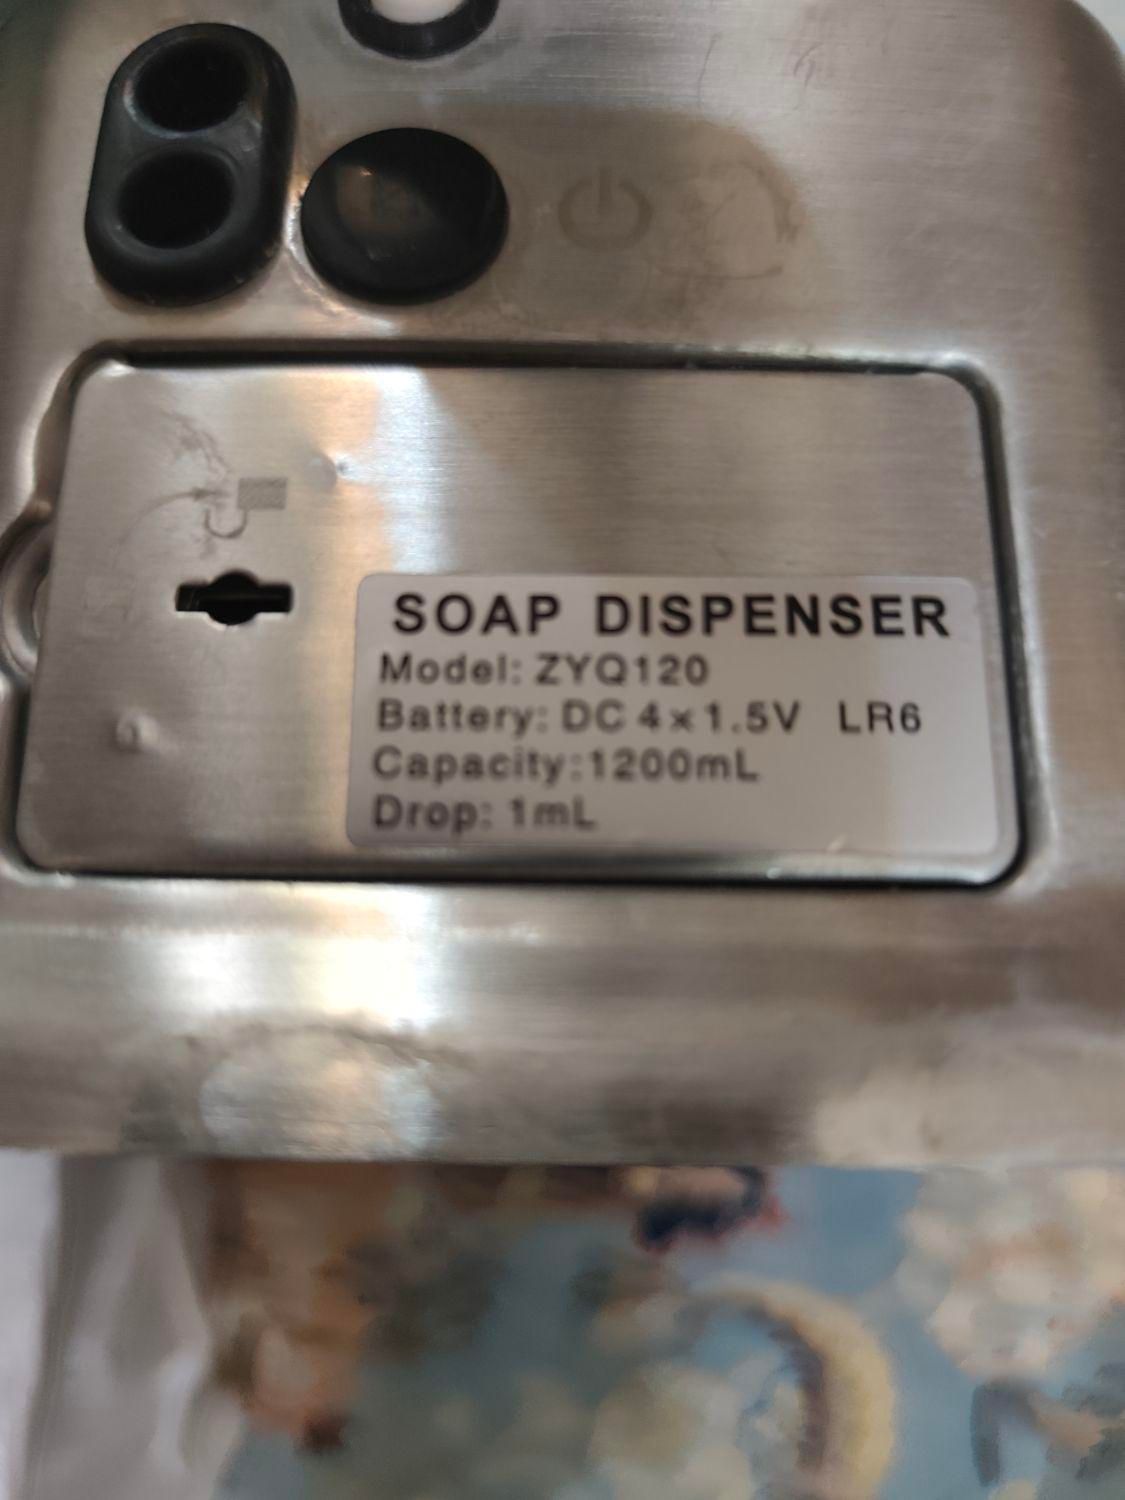 SOAP DISPENSER
Model: ZYQ120
Battery: DC 4×1.5V LR6
Capacity:1200mL
Drop: 1mL